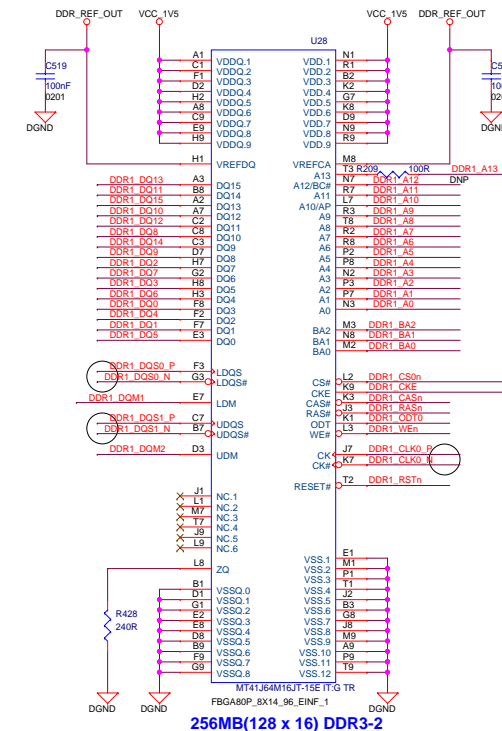 DDR_REF_OUT VCC_1V5 VCC_1V5 DDR_REF_OUT
U28
C519
100nF
0201
DGND
DGND
A1 VDDQ.1 VDD.1 N1
C1 VDDQ.2 VDD.2 R1
F1 VDDQ.3 VDD.3 B2
D2 VDDQ.4 VDD.4 K2
H2 VDDQ.5 VDD.5 G7
A8 VDDQ.6 VDD.6 K8
C9 VDDQ.7 VDD.7 D9
E9 VDDQ.8 VDD.8 N9
H9 VDDQ.9 VDD.9 R9
H1 VREFDQ VREFCA M8
A13 T3 R209 100R DDR1_A13
DNP
DDR1_DQ13 A3 DQ15 A12/BC# N7 DDR1_A12
DDR1_DQ11 B8 DQ14 A11 R7 DDR1_A11
DDR1_DQ15 A2 DQ13 A10/AP L7 DDR1_A10
DDR1_DQ10 A7 DQ12 A9 R3 DDR1_A9
DDR1_DQ12 C2 DQ11 A8 T8 DDR1_A8
DDR1_DQ8 C8 DQ10 A7 R2 DDR1_A7
DDR1_DQ14 C3 DQ9 A6 R8 DDR1_A6
DDR1_DQ9 D7 DQ8 A5 P2 DDR1_A5
DDR1_DQ2 H7 DQ7 A4 P8 DDR1_A4
DDR1_DQ7 G2 DQ6 A3 N2 DDR1_A3
DDR1_DQ3 H8 DQ5 A2 P3 DDR1_A2
DDR1_DQ6 H3 DQ4 A1 P7 DDR1_A1
DDR1_DQ0 F8 DQ3 A0 N3 DDR1_A0
DDR1_DQ4 F2 DQ2
DDR1_DQ1 F7 DQ1 BA2 M3 DDR1_BA2
DDR1_DQ5 E3 DQ0 BA1 N8 DDR1_BA1
BA0 M2 DDR1_BA0
DDR1_DQS0_P F3 LDQS
DDR1_DQS0_N G3 LDQS# CS# L2 DDR1_CS0n
CKE K9 DDR1_CKE
DDR1_DQM1 E7 LDM CAS# K3 DDR1_CASn
RAS# J3 DDR1_RASn
DDR1_DQS1_P C7 UDQS ODT K1 DDR1_ODT0
DDR1_DQS1_N B7 UDQS# WE# L3 DDR1_WEn
DDR1_DQM2 D3 UDM CK J7 DDR1_CLK0_P
CK# K7 DDR1_CLK0_N
RESET# T2 DDR1_RSTn
J1 NC.1
L1 NC.2
M7 NC.3
T7 NC.4
J9 NC.5
L9 NC.6
L8 ZQ
VSS.1 E1
VSS.2 M1
VSS.3 P1
B1 VSSQ.0 VSS.4 T1
D1 VSSQ.1 VSS.5 J2
G1 VSSQ.2 VSS.6 B3
E2 VSSQ.3 VSS.7 G8
E8 VSSQ.4 VSS.8 J8
D8 VSSQ.5 VSS.9 M9
B9 VSSQ.6 VSS.10 A9
F9 VSSQ.7 VSS.11 P9
G9 VSSQ.8 VSS.12 T9
R428
240R
MT41J64M16JT-15E IT:G TR
FBGA80P_8X14_96_EINF_1
DGND DGND DGND
256MB(128 x 16) DDR3-2